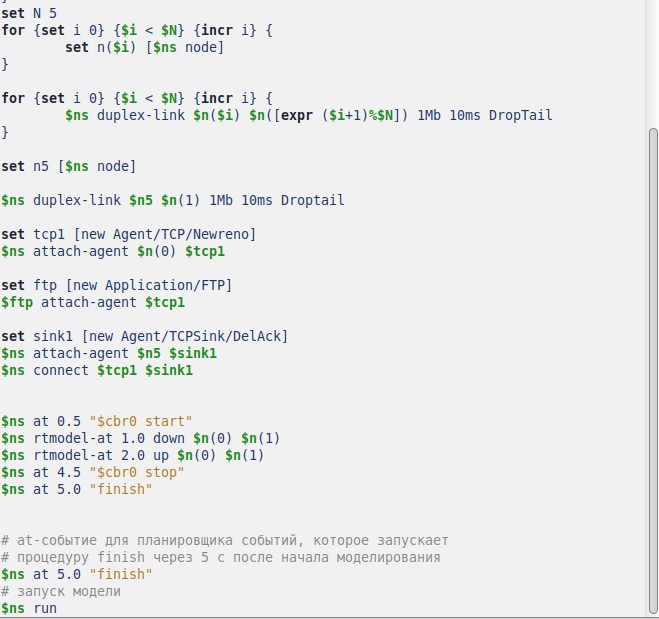 set N 5
for {set i 0} {$i < $N} {incr i} {
set n($i) [$ns node]
}
for {set i 0} {$i < $N} {incr i} {
$ns duplex-link $n($i) $n([expr ($i+1)%$N]) 1Mb 10ms DropTail
}
set n5 [$ns node]
$ns duplex-link $n5 $n(1) 1Mb 10ms Droptail
set tcp1 [new Agent/TCP/Newreno]
$ns attach-agent $n(0) $tcp1
set ftp [new Application/FTP]
$ftp attach-agent $tcp1
set sink1 [new Agent/TCPSink/DelAck]
$ns attach-agent $n5 $sink1
$ns connect $tcp1 $sink1
$ns at 0.5 "$cbr0 start"
$ns rtmodel-at 1.0 down $n(0) $n(1)
$ns rtmodel-at 2.0 up $n(0) $n(1)
$ns at 4.5 "$cbr0 stop"
$ns at 5.0 "finish"
# at-событие для планировщика событий, которое запускает
# процедуру finish через 5 с после начала моделирования
$ns at 5.0 "finish"
# запуск модели
$ns run